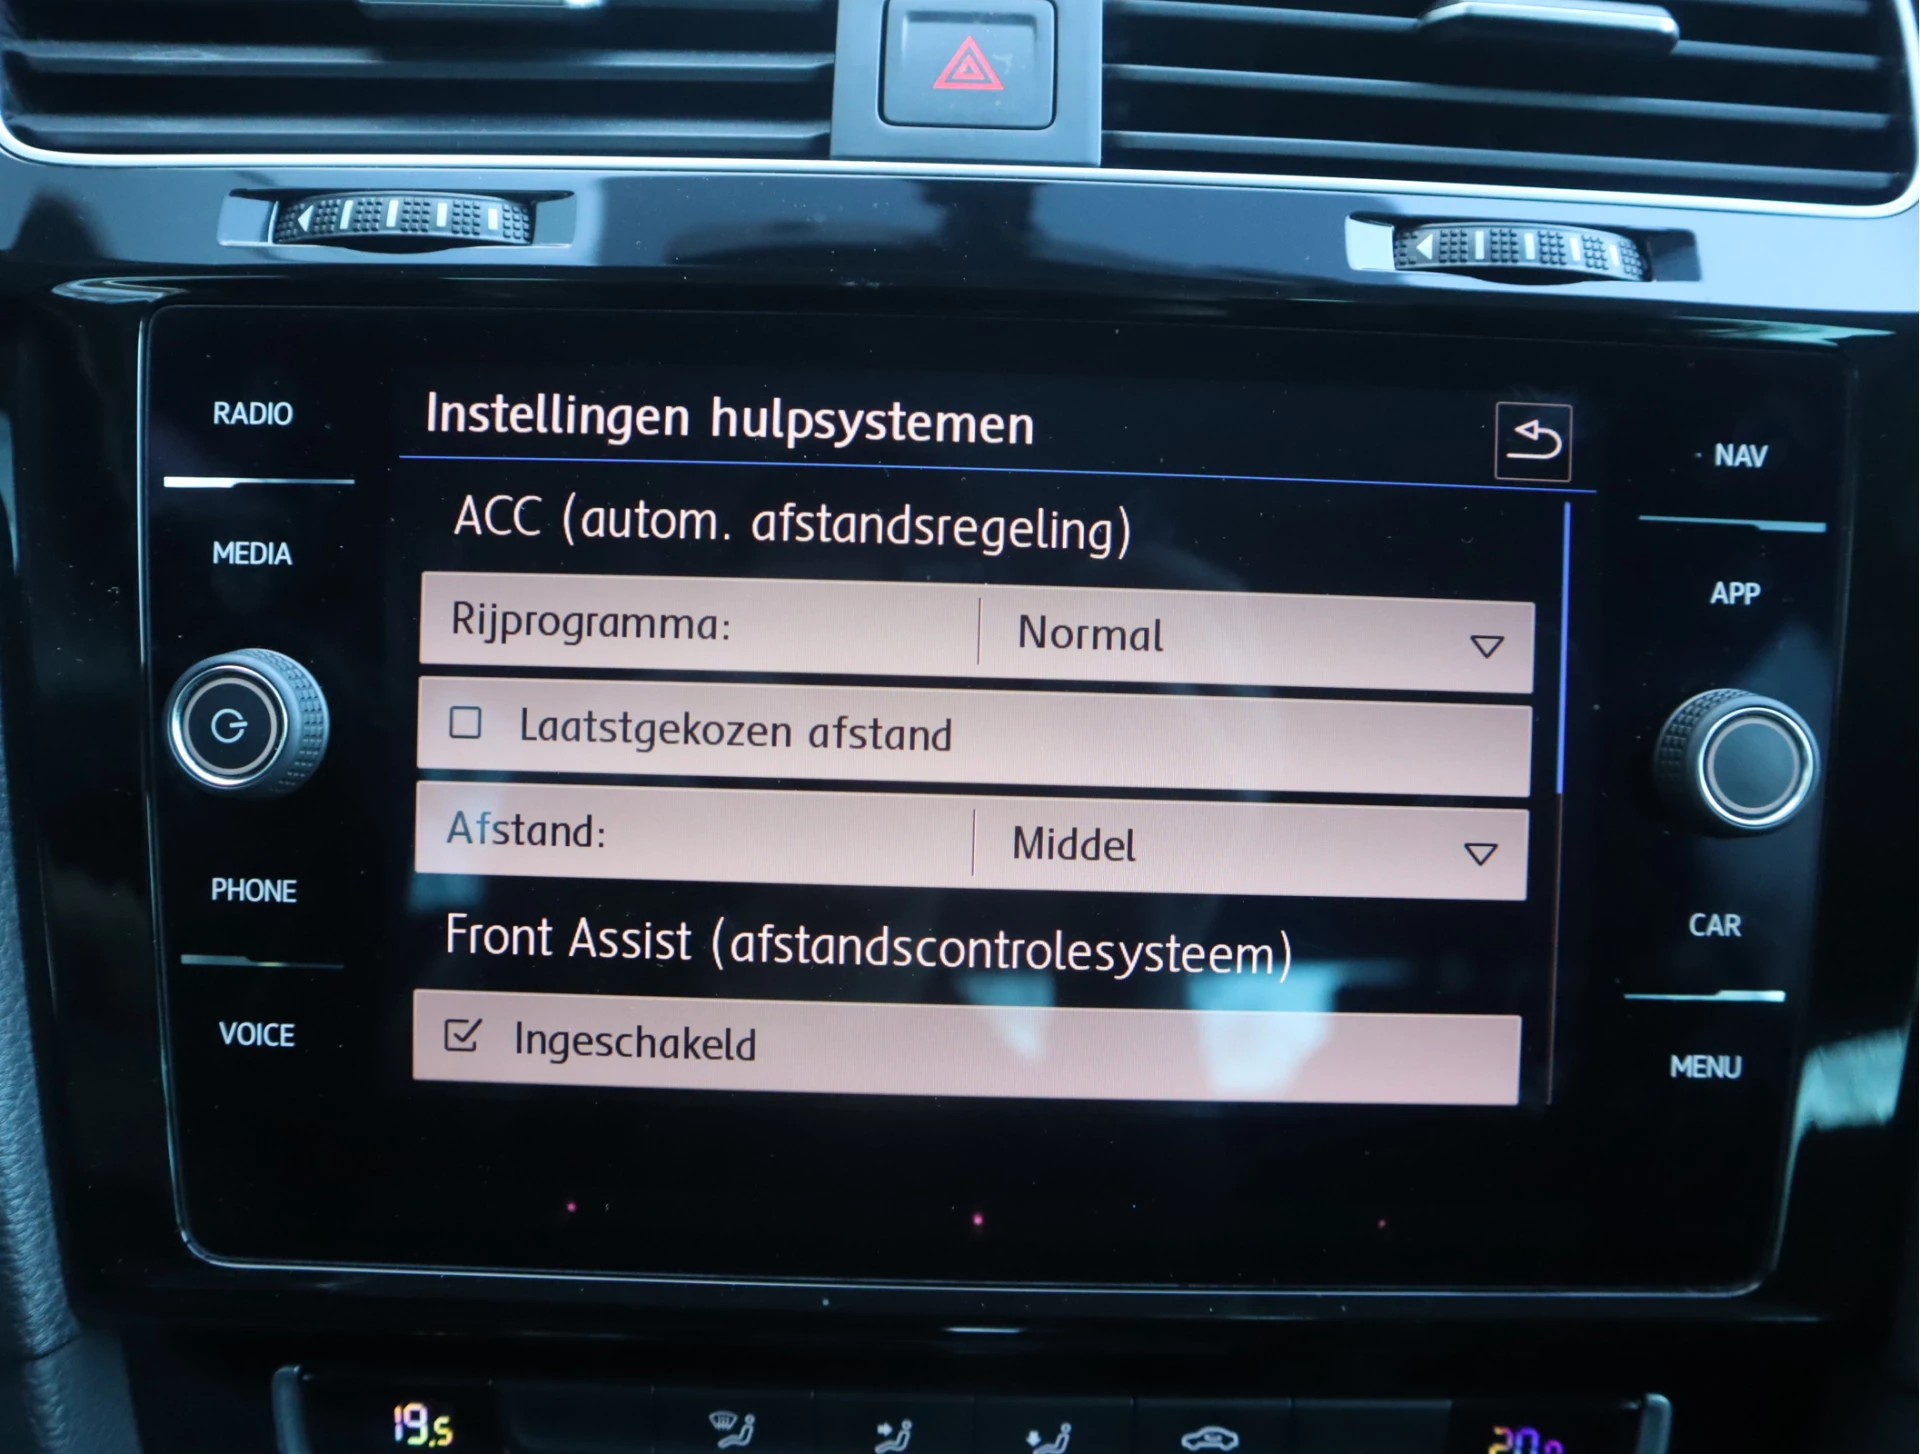 RADIO
MEDIA
PHONE
VOICE
Instellingen hulpsystemen
ACC (autom. afstandsregeling)
Rijprogramma: Normal
Laatstgekozen afstand
Afstand: Middel
Front Assist (afstandscontrolesysteem)
Ingeschakeld
NAV
APP
CAR
MENU
19.5